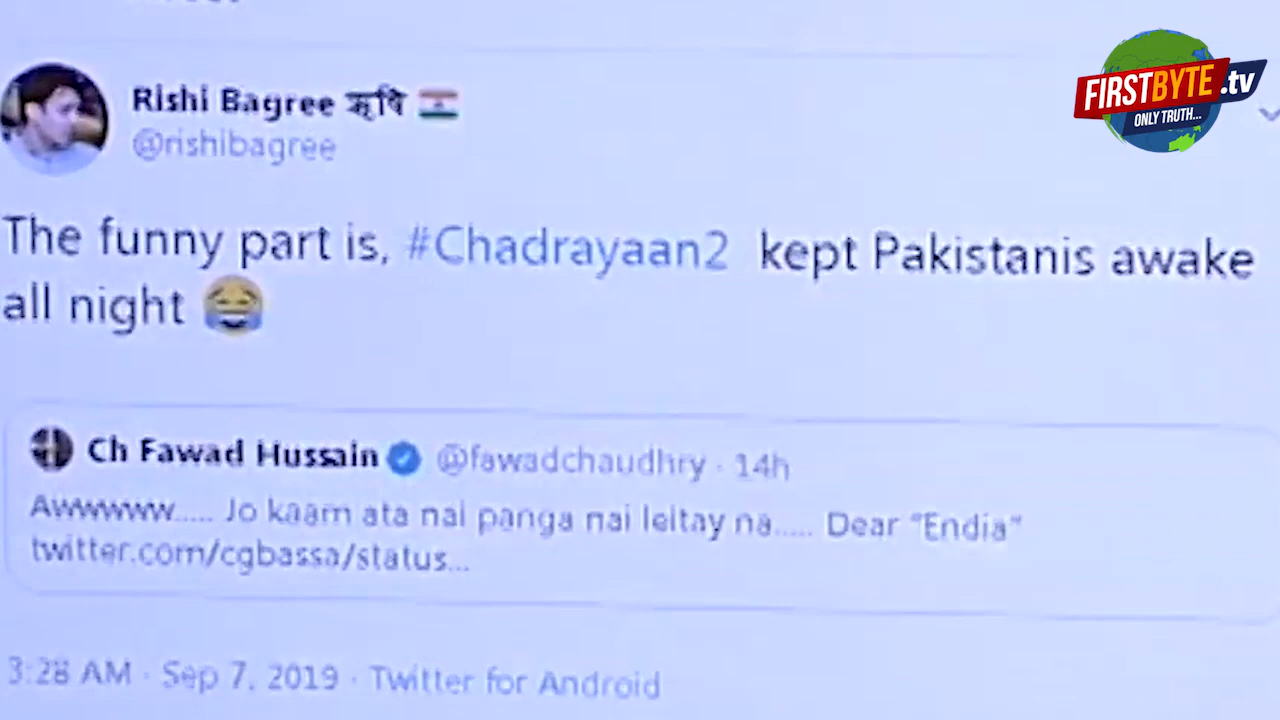 FIRSTBYTE.tv
ONLY TRUTH...
Rishi Bagree ऋषि 🇮🇳
@rishibagree
The funny part is, #Chadrayaan2 kept Pakistanis awake
all night 😂
Ch Fawad Hussain @fawadchaudhry · 14h
Awwwww..... Jo kaam ata nai panga nai leitay na..... Dear “Endia”
twitter.com/cgbassa/status...
3:28 AM · Sep 7, 2019 · Twitter for Android